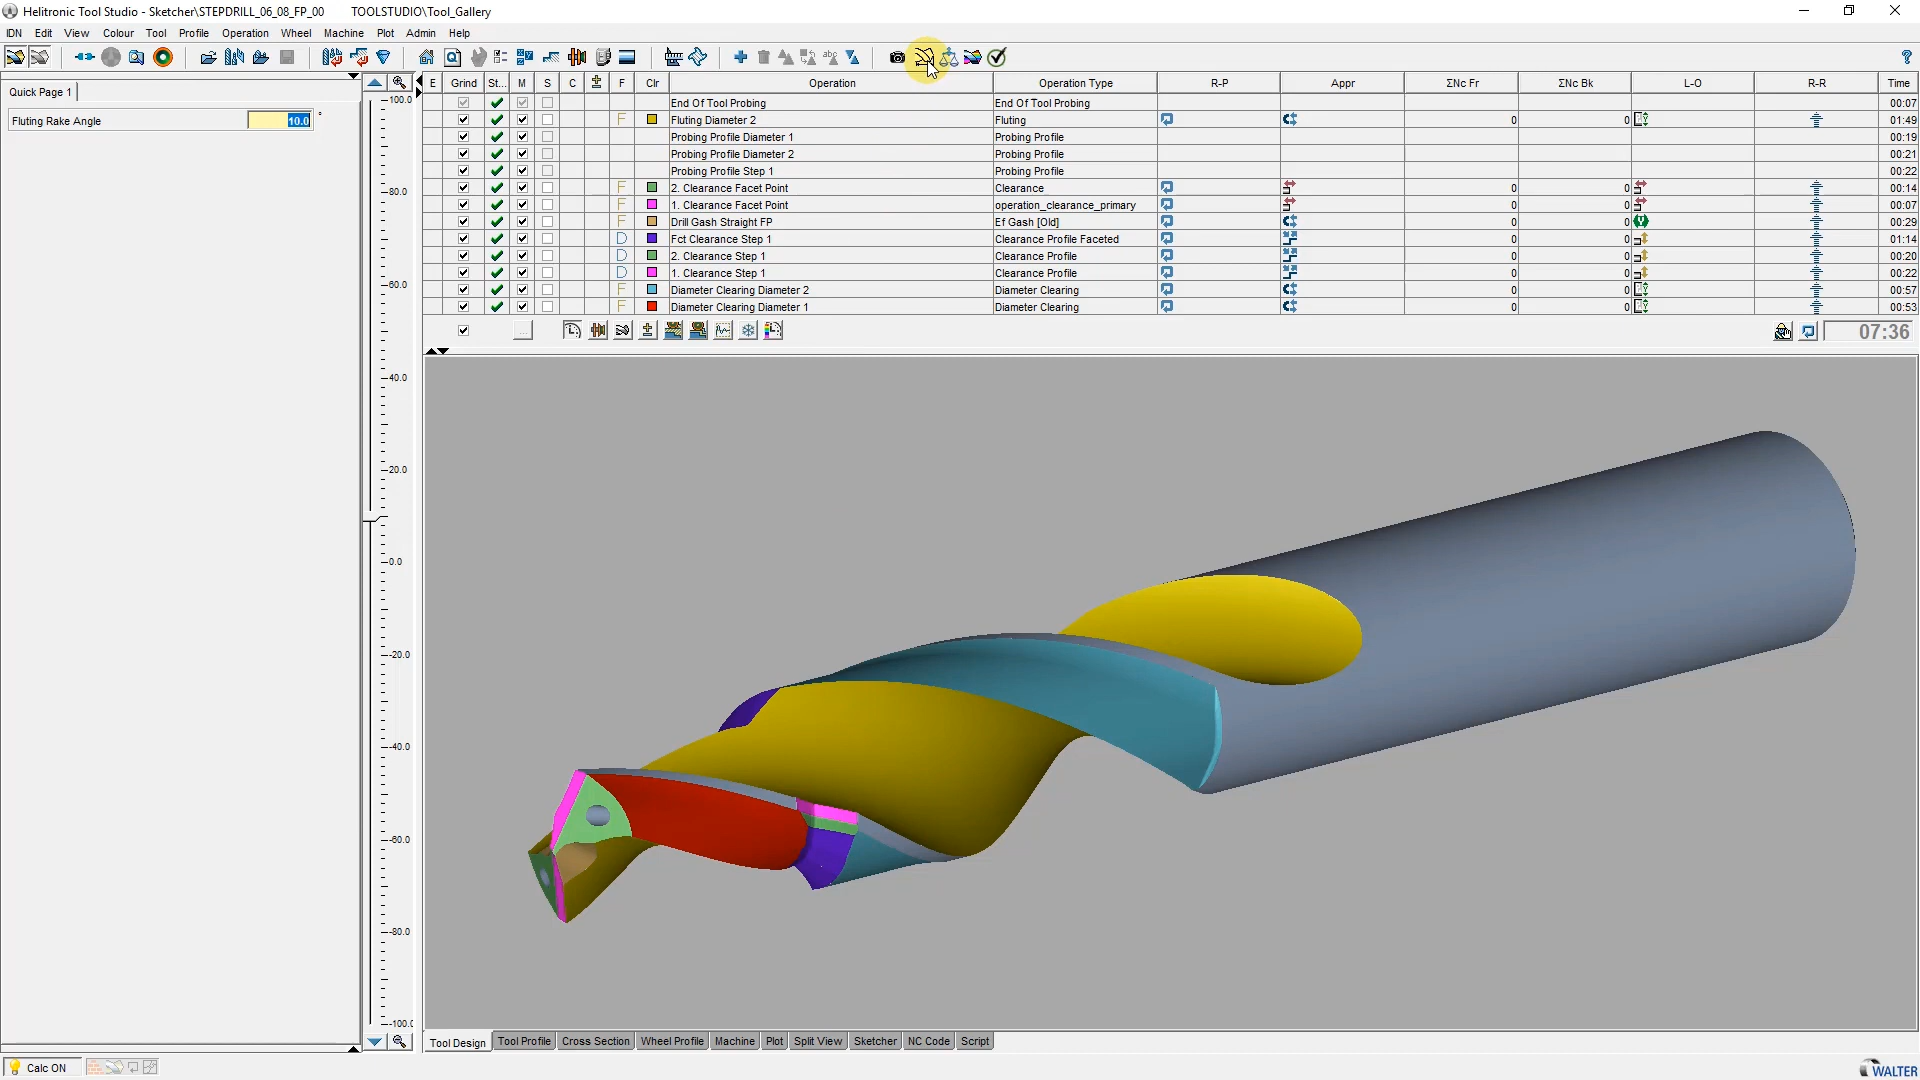 Helitronic Tool Studio - Sketcher\STEPDRILL_06_08_FP_00 TOOLSTUDIO\Tool_Gallery
IDN Edit View Colour Tool Profile Operation Wheel Machine Plot Admin Help
Quick Page 1
Fluting Rake Angle 10.0 °
100.0
80.0
60.0
40.0
20.0
0.0
-20.0
-40.0
-60.0
-80.0
-100.0
E Grind St... M S C F Clr Operation Operation Type R-P Appr ΣNc Fr ΣNc Bk L-O R-R Time
End Of Tool Probing End Of Tool Probing 00:07
F Fluting Diameter 2 Fluting 0 0 01:49
Probing Profile Diameter 1 Probing Profile 00:19
Probing Profile Diameter 2 Probing Profile 00:21
Probing Profile Step 1 Probing Profile 00:22
F 2. Clearance Facet Point Clearance 0 0 00:14
F 1. Clearance Facet Point operation_clearance_primary 0 0 00:07
F Drill Gash Straight FP Ef Gash [Old] 0 0 00:29
D Fct Clearance Step 1 Clearance Profile Faceted 0 0 01:14
D 2. Clearance Step 1 Clearance Profile 0 0 00:20
D 1. Clearance Step 1 Clearance Profile 0 0 00:22
F Diameter Clearing Diameter 2 Diameter Clearing 0 0 00:57
F Diameter Clearing Diameter 1 Diameter Clearing 0 0 00:53
... 07:36
Tool Design Tool Profile Cross Section Wheel Profile Machine Plot Split View Sketcher NC Code Script
Calc ON
WALTER